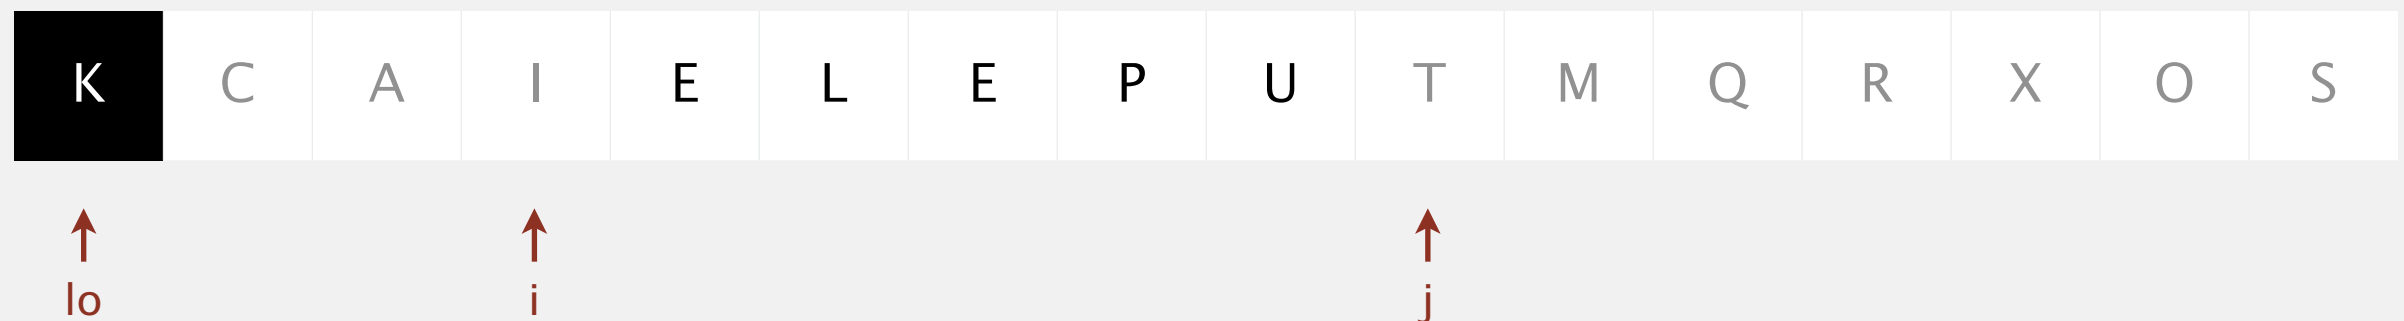 K C A I E L E P U T M Q R X O S
lo i j